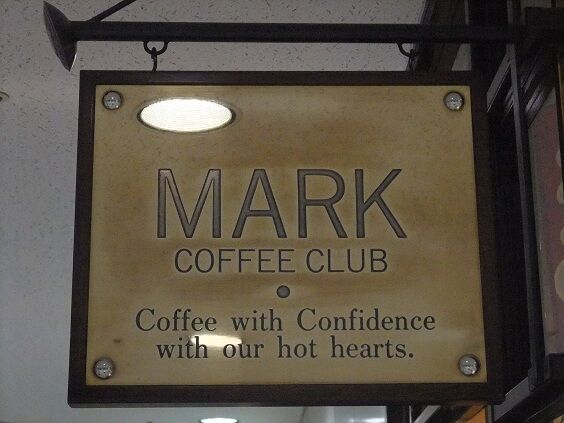 MARK
COFFEE CLUB
Coffee with Confidence
with our hot hearts.